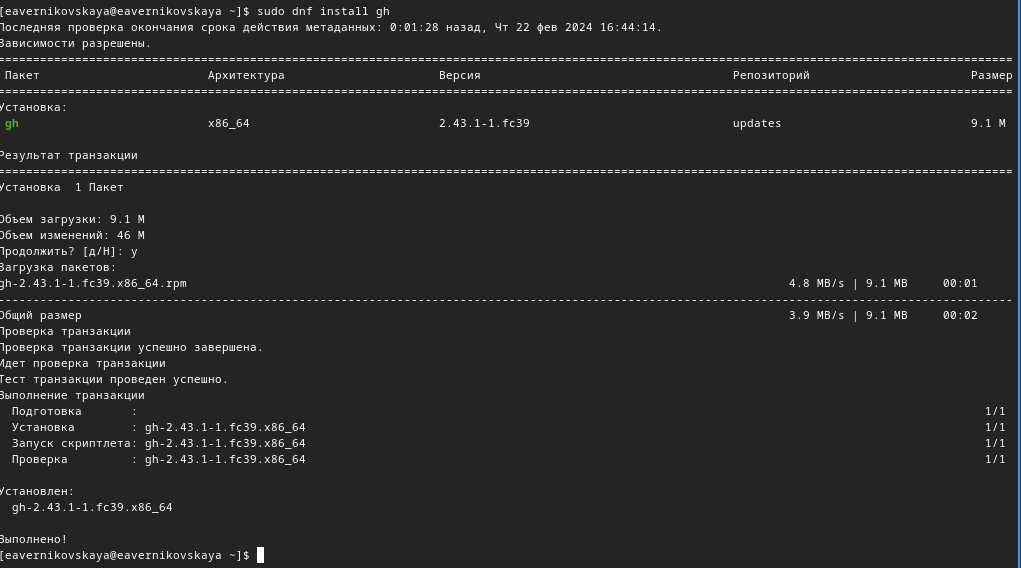 [eavernikovskaya@eavernikovskaya ~]$ sudo dnf install gh
Последняя проверка окончания срока действия метаданных: 0:01:28 назад, Чт 22 фев 2024 16:44:14.
Зависимости разрешены.
================================================================================
Пакет Архитектура Версия Репозиторий Размер
================================================================================
Установка:
gh x86_64 2.43.1-1.fc39 updates 9.1 M
Результат транзакции
================================================================================
Установка 1 Пакет
Объем загрузки: 9.1 M
Объем изменений: 46 M
Продолжить? [д/Н]: y
Загрузка пакетов:
gh-2.43.1-1.fc39.x86_64.rpm 4.8 MB/s | 9.1 MB 00:01
--------------------------------------------------------------------------------
Общий размер 3.9 MB/s | 9.1 MB 00:02
Проверка транзакции
Проверка транзакции успешно завершена.
Идет проверка транзакции
Тест транзакции проведен успешно.
Выполнение транзакции
Подготовка : 1/1
Установка : gh-2.43.1-1.fc39.x86_64 1/1
Запуск скриптлета: gh-2.43.1-1.fc39.x86_64 1/1
Проверка : gh-2.43.1-1.fc39.x86_64 1/1
Установлен:
gh-2.43.1-1.fc39.x86_64
Выполнено!
[eavernikovskaya@eavernikovskaya ~]$